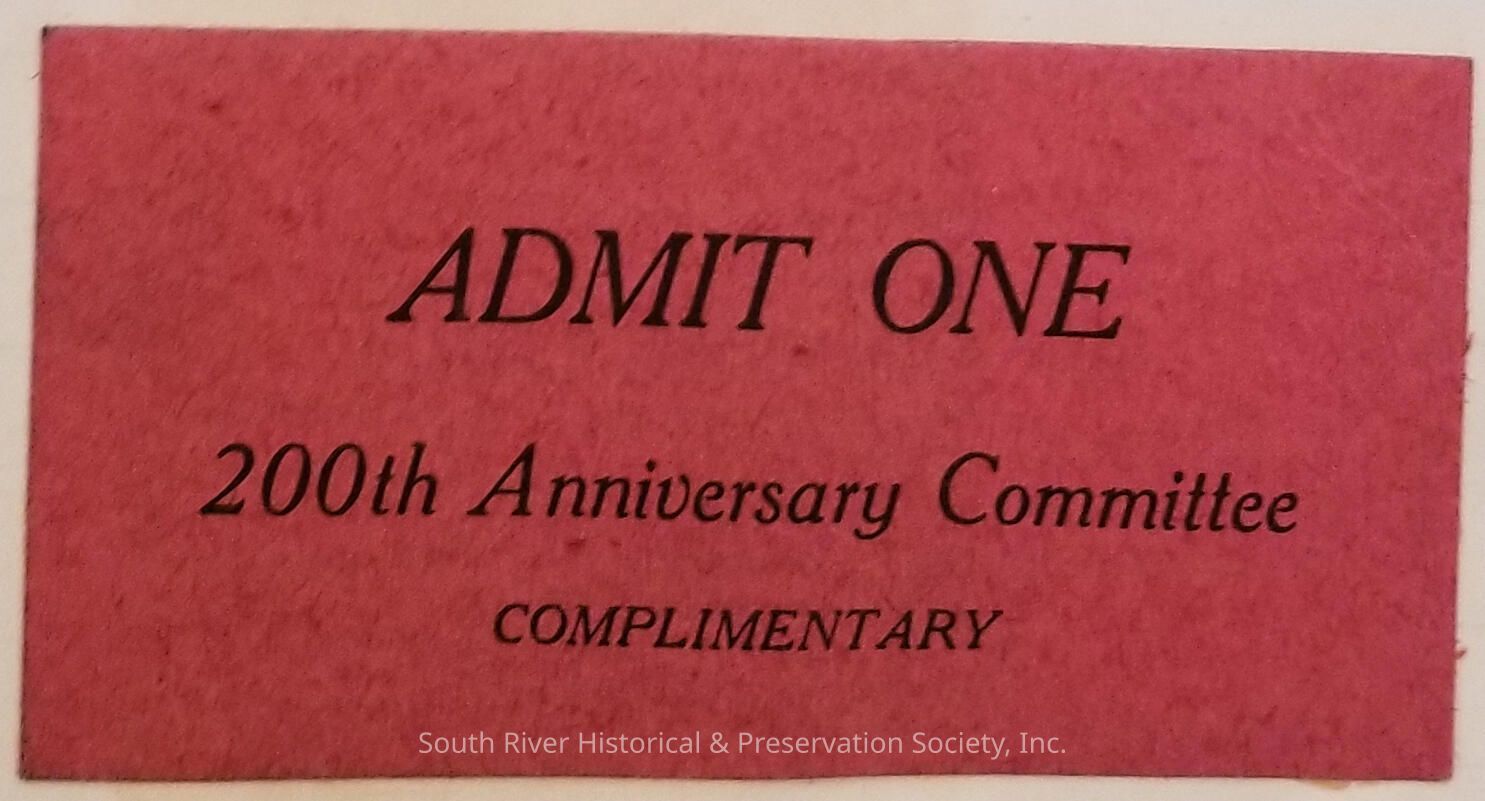 ADMIT ONE
200th Anniversary Committee
COMPLIMENTARY
South River Historical & Preservation Society, Inc.